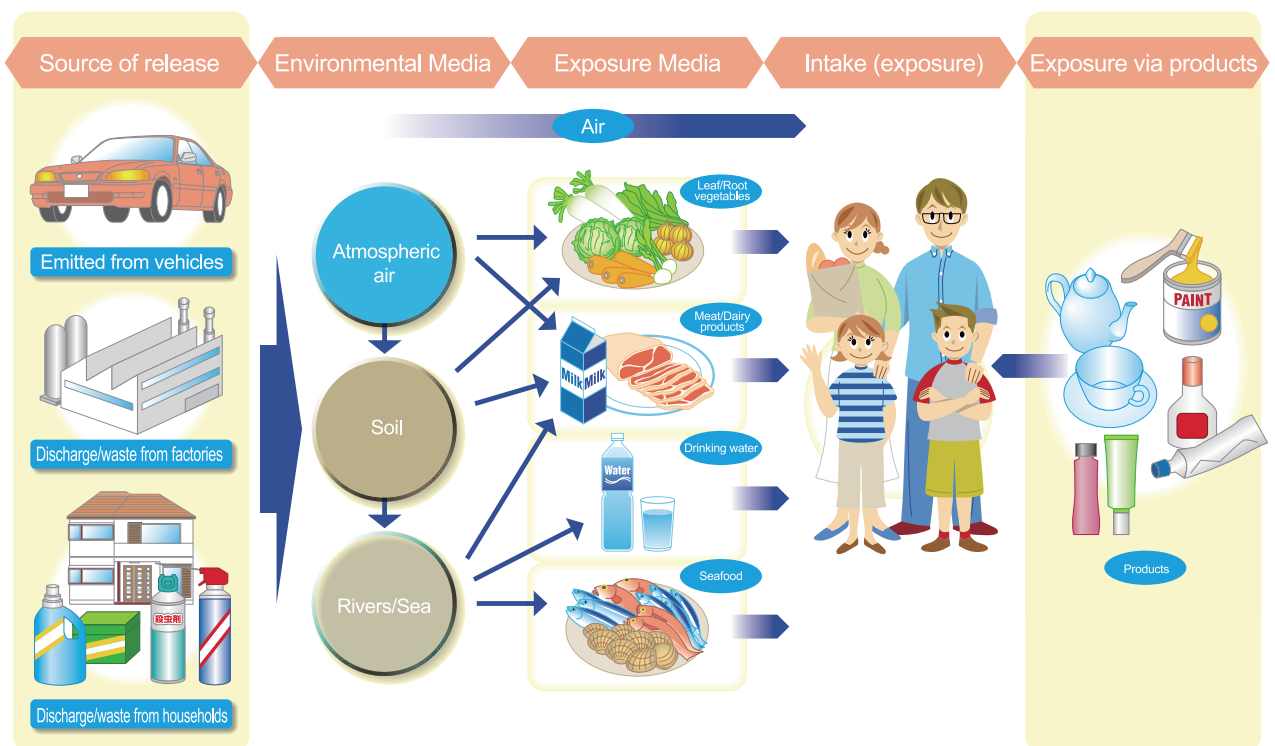 Source of release
Environmental Media
Exposure Media
Intake (exposure)
Exposure via products
Air
Emitted from vehicles
Discharge/waste from factories
殺虫剤
Discharge/waste from households
Atmospheric
air
Soil
Rivers/Sea
Leaf/Root
vegetables
Meat/Dairy
products
Milk
Milk
Drinking water
Water
Seafood
PAINT
Products